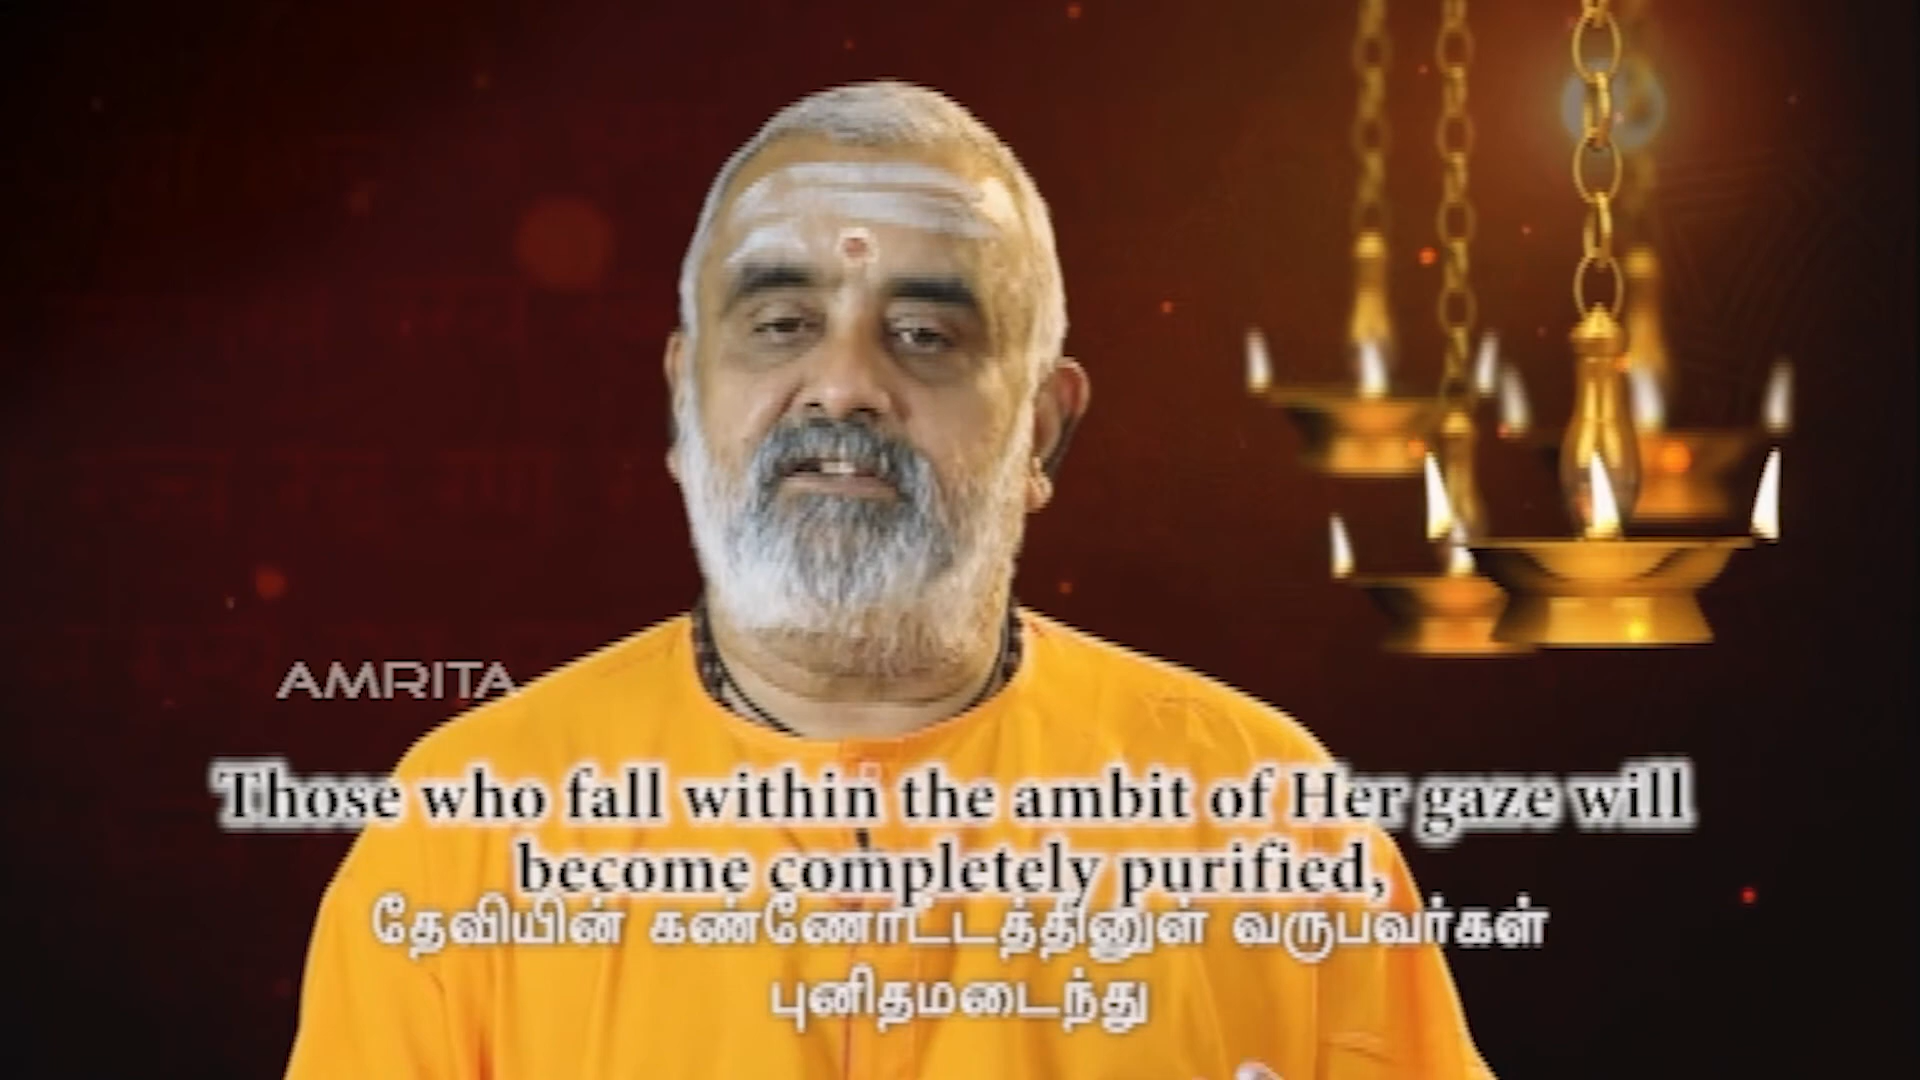 AMRITA
Those who fall within the ambit of Her gaze will
become completely purified,
தேவியின் கண்ணோட்டத்தினுள் வருபவர்கள்
புனிதமடைந்து